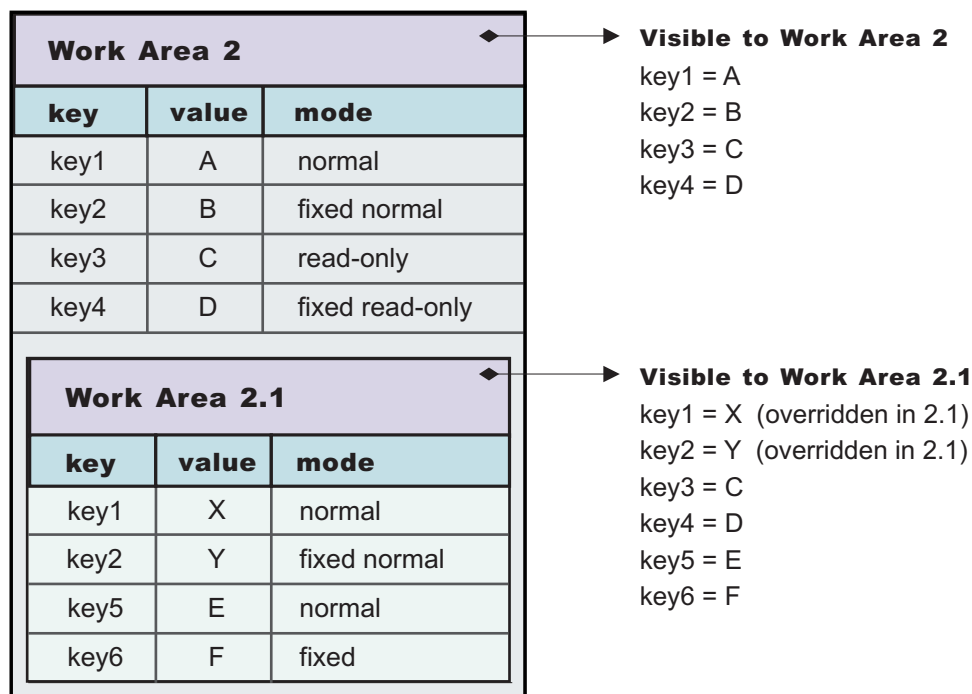 Work Area 2
key value mode
key1 A normal
key2 B fixed normal
key3 C read-only
key4 D fixed read-only
Visible to Work Area 2
key1 = A
key2 = B
key3 = C
key4 = D
Work Area 2.1
key value mode
key1 X normal
key2 Y fixed normal
key5 E normal
key6 F fixed
Visible to Work Area 2.1
key1 = X (overridden in 2.1)
key2 = Y (overridden in 2.1)
key3 = C
key4 = D
key5 = E
key6 = F